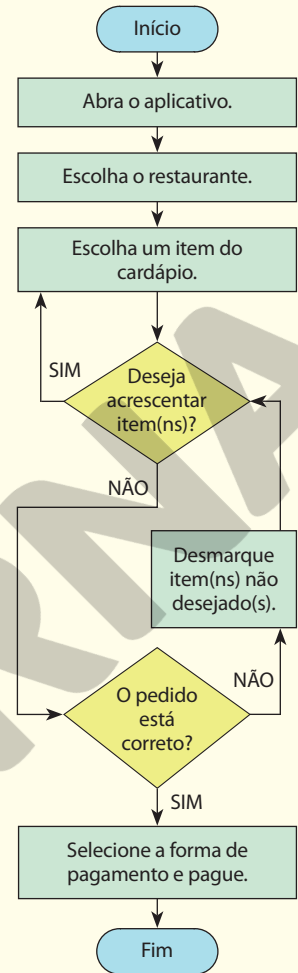 Início
Abra o aplicativo.
Escolha o restaurante.
Escolha um item do
cardápio.
SIM
Deseja
acrescentar
item(ns)?
NÃO
Desmarque
item(ns) não
desejado(s).
NÃO
O pedido
está
correto?
SIM
Selecione a forma de
pagamento e pague.
Fim